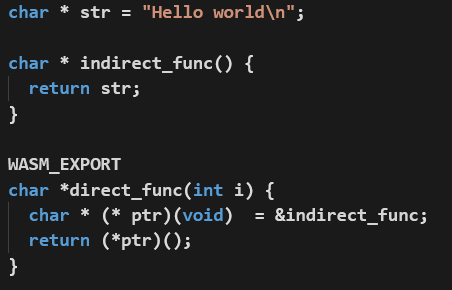 char * str = "Hello world\n";
char * indirect_func() {
return str;
}
WASM_EXPORT
char *direct_func(int i) {
char * (* ptr)(void)  = &indirect_func;
return (*ptr)();
}